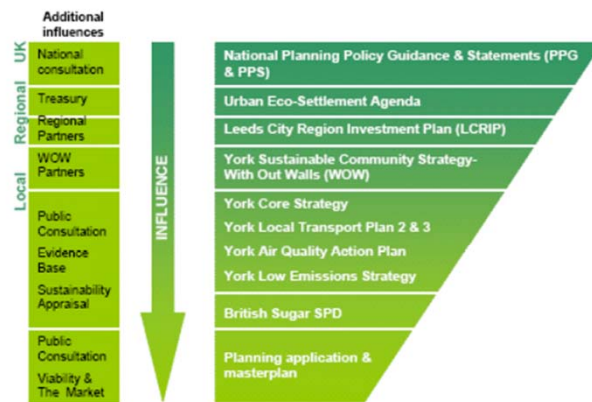 Additional
influences
UK
Regional
Local
National
consultation
Treasury
Regional
Partners
WOW
Partners
Public
Consultation
Evidence
Base
Sustainability
Appraisal
Public
Consultation
Viability &
The Market
INFLUENCE
National Planning Policy Guidance & Statements (PPG
& PPS)
Urban Eco-Settlement Agenda
Leeds City Region Investment Plan (LCRIP)
York Sustainable Community Strategy-
With Out Walls (WOW)
York Core Strategy
York Local Transport Plan 2 & 3
York Air Quality Action Plan
York Low Emissions Strategy
British Sugar SPD
Planning application &
masterplan